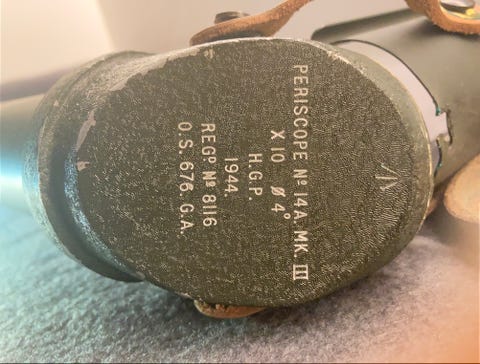 PERISCOPE Nº 14A. MK. III
X 10 Ø 4°
H.G.P.
1944.
REGᴰ Nº 8116
O.S. 676. G.A.